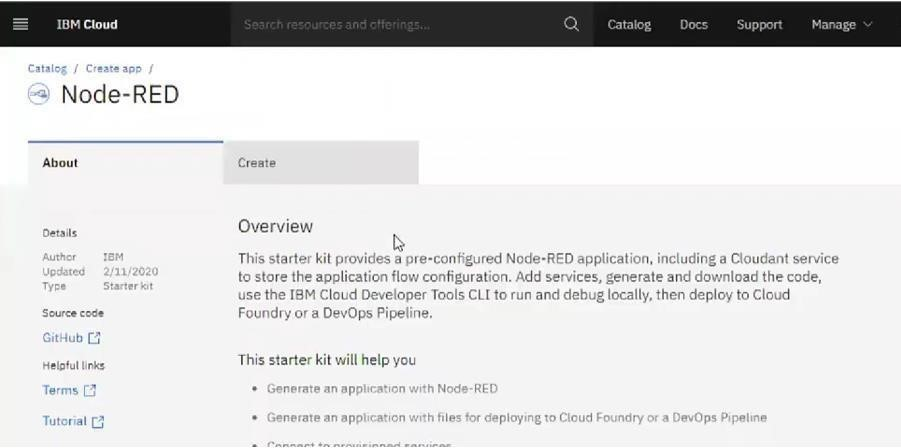 IBM Cloud
Search resources and offerings...
Catalog Docs Support Manage
Catalog / Create app /
Node-RED
About
Create
Details
Author IBM
Updated 2/11/2020
Type Starter kit
Source code
GitHub
Helpful links
Terms
Tutorial
Overview
This starter kit provides a pre-configured Node-RED application, including a Cloudant service
to store the application flow configuration. Add services, generate and download the code,
use the IBM Cloud Developer Tools CLI to run and debug locally, then deploy to Cloud
Foundry or a DevOps Pipeline.
This starter kit will help you
• Generate an application with Node-RED
• Generate an application with files for deploying to Cloud Foundry or a DevOps Pipeline
• Connect to provisioned services